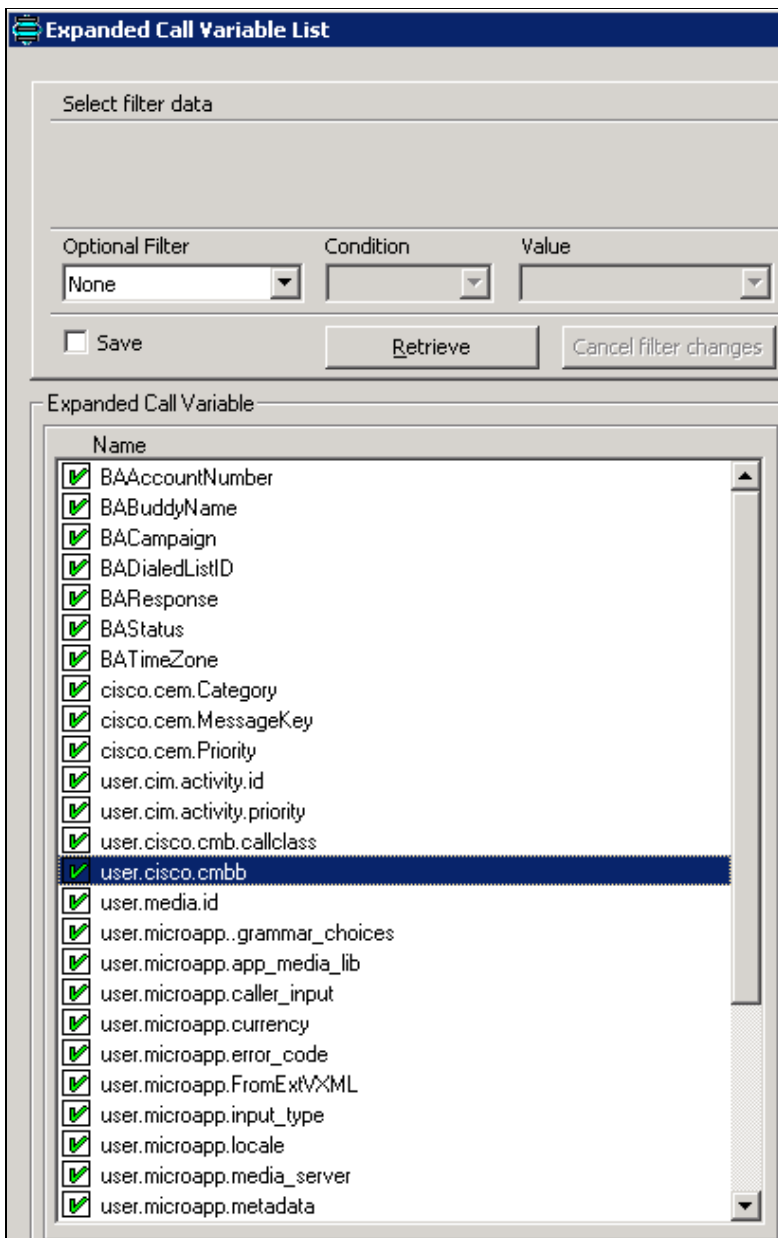 Expanded Call Variable List
Select filter data
Optional Filter Condition Value
None
Save Retrieve Cancel filter changes
Expanded Call Variable
Name
BAAccountNumber
BABuddyName
BACampaign
BADialedListID
BAResponse
BAStatus
BATimeZone
cisco.cem.Category
cisco.cem.MessageKey
cisco.cem.Priority
user.cim.activity.id
user.cim.activity.priority
user.cisco.cmb.callclass
user.cisco.cmbb
user.media.id
user.microapp..grammar_choices
user.microapp.app_media_lib
user.microapp.caller_input
user.microapp.currency
user.microapp.error_code
user.microapp.FromExtVXML
user.microapp.input_type
user.microapp.locale
user.microapp.media_server
user.microapp.metadata